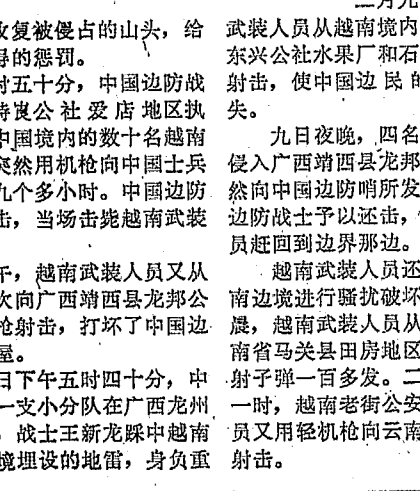 收复被侵占的山头，给
得的惩罚。
时五十分，中国边防战
峙良公社爱店地区执
中国境内的数十名越南
突然用机枪向中国士兵
九个多小时。中国边防
击，当场击毙越南武装
午，越南武装人员又从
次向广西靖西县龙邦公
枪射击，打坏了中国边
屋。
日下午五时四十分，中
一支小分队在广西龙州
，战士王新龙踩中越南
境埋设的地雷，身负重
二月九
武装人员从越南境内
东兴公社水果厂和石
射击，使中国边民的
失。
九日夜晚，四名
侵入广西靖西县龙邦
然向中国边防哨所发
边防战士予以还击，
员赶回到边界那边。
越南武装人员还
南边境进行骚扰破坏
晨，越南武装人员从
南省马关县田房地区
射子弹一百多发。二
一时，越南老街公安
员又用轻机枪向云南
射击。